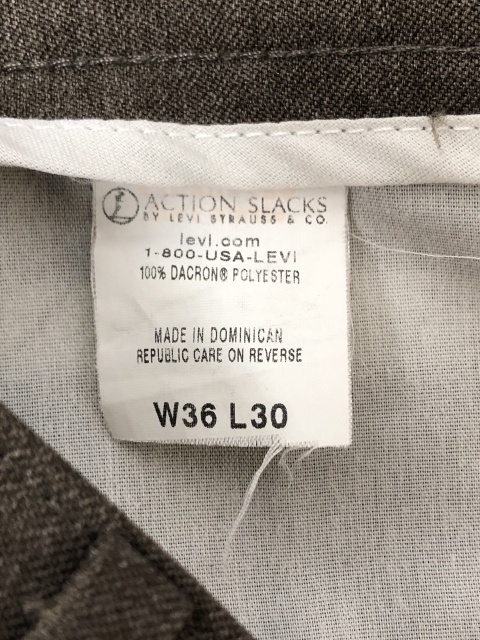 ACTION SLACKS
BY LEVI STRAUSS & CO.
levi.com
1-800-USA-LEVI
100% DACRON® POLYESTER
MADE IN DOMINICAN
REPUBLIC CARE ON REVERSE
W36 L30